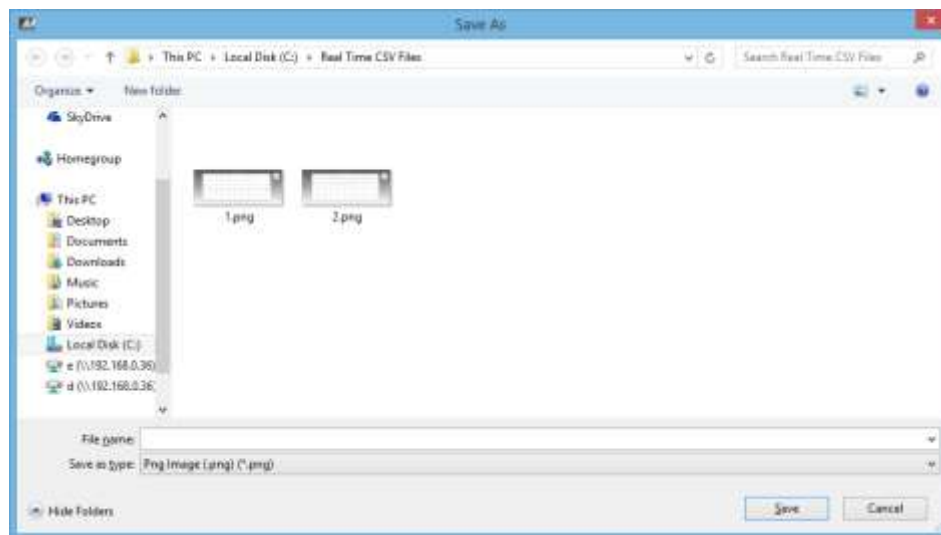 Save As
This PC › Local Disk (C:) › Real Time CSV Files
Search Real Time CSV Files
Organize
New folder
SkyDrive
Homegroup
This PC
Desktop
Documents
Downloads
Music
Pictures
Videos
Local Disk (C:)
e (\\192.168.0.36)
d (\\192.168.0.36
1.png
2.png
File name:
Save as type: Png Image (.png) (*.png)
Hide Folders
Save
Cancel